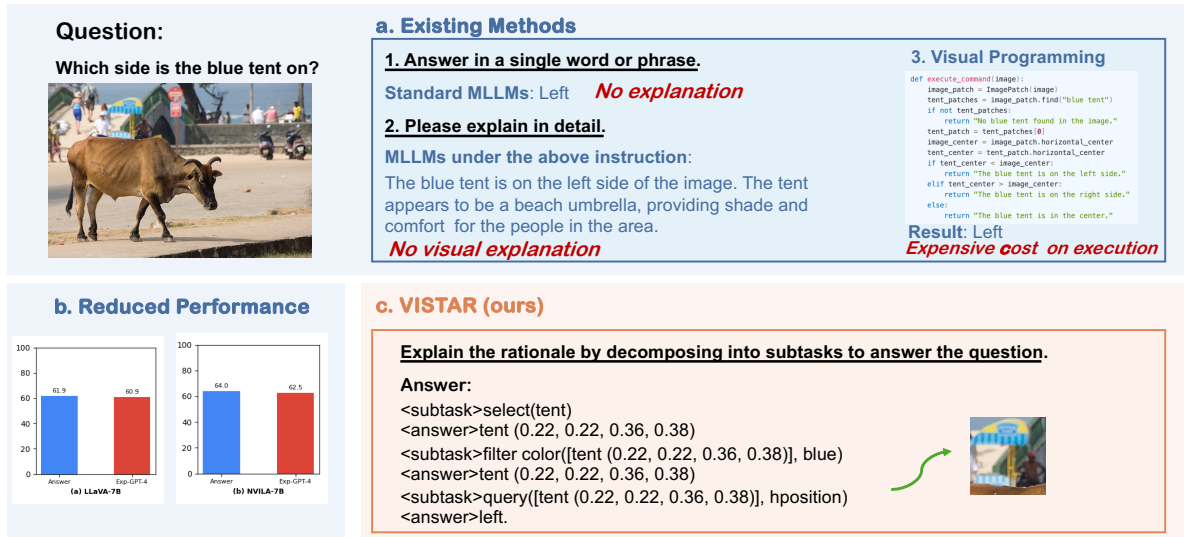 Question:
Which side is the blue tent on?
a. Existing Methods
1. Answer in a single word or phrase.
Standard MLLMs: Left No explanation
2. Please explain in detail.
MLLMs under the above instruction:
The blue tent is on the left side of the image. The tent
appears to be a beach umbrella, providing shade and
comfort for the people in the area.
No visual explanation
3. Visual Programming
def execute_command(image):
image_patch = ImagePatch(image)
tent_patches = image_patch.find("blue tent")
if not tent_patches:
return "No blue tent found in the image."
tent_patch = tent_patches[0]
image_center = image_patch.horizontal_center
tent_center = tent_patch.horizontal_center
if tent_center < image_center:
return "The blue tent is on the left side."
elif tent_center > image_center:
return "The blue tent is on the right side."
else:
return "The blue tent is in the center."
Result: Left
Expensive cost on execution
b. Reduced Performance
100
80
60
40
20
0
61.9
60.9
Answer
Exp-GPT-4
(a) LLaVA-7B
100
80
60
40
20
0
64.0
62.5
Answer
Exp-GPT-4
(b) NVILA-7B
c. VISTAR (ours)
Explain the rationale by decomposing into subtasks to answer the question.
Answer:
<subtask>select(tent)
<answer>tent (0.22, 0.22, 0.36, 0.38)
<subtask>filter color([tent (0.22, 0.22, 0.36, 0.38)], blue)
<answer>tent (0.22, 0.22, 0.36, 0.38)
<subtask>query([tent (0.22, 0.22, 0.36, 0.38)], hposition)
<answer>left.